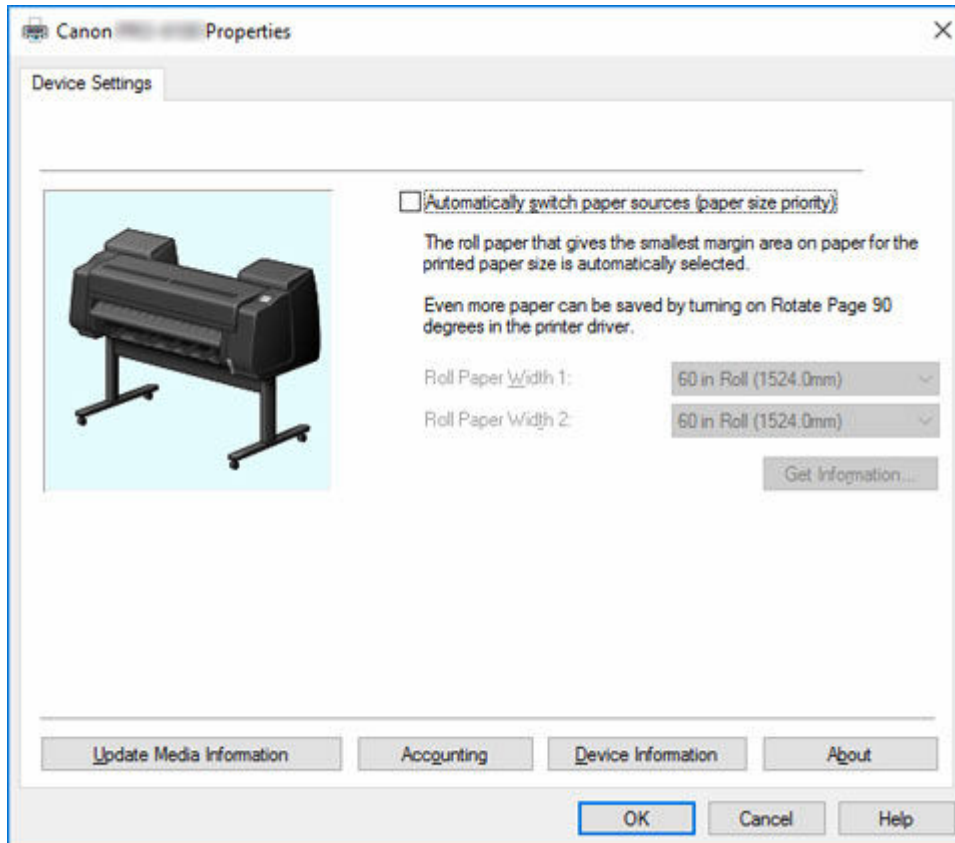 Canon Properties
Device Settings
Automatically switch paper sources (paper size priority)
The roll paper that gives the smallest margin area on paper for the
printed paper size is automatically selected.
Even more paper can be saved by turning on Rotate Page 90
degrees in the printer driver.
Roll Paper Width 1: 60 in Roll (1524.0mm)
Roll Paper Width 2: 60 in Roll (1524.0mm)
Get Information...
Update Media Information Accounting Device Information About
OK Cancel Help